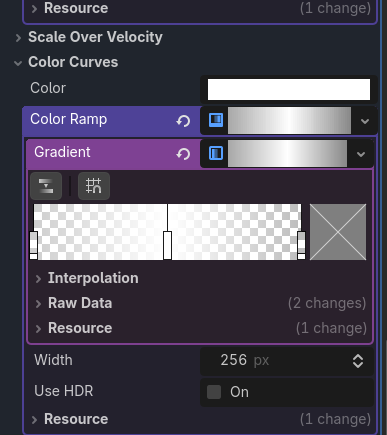 Resource (1 change)
Scale Over Velocity
Color Curves
Color
Color Ramp
Gradient
Interpolation
Raw Data (2 changes)
Resource (1 change)
Width 256 px
Use HDR On
Resource (1 change)